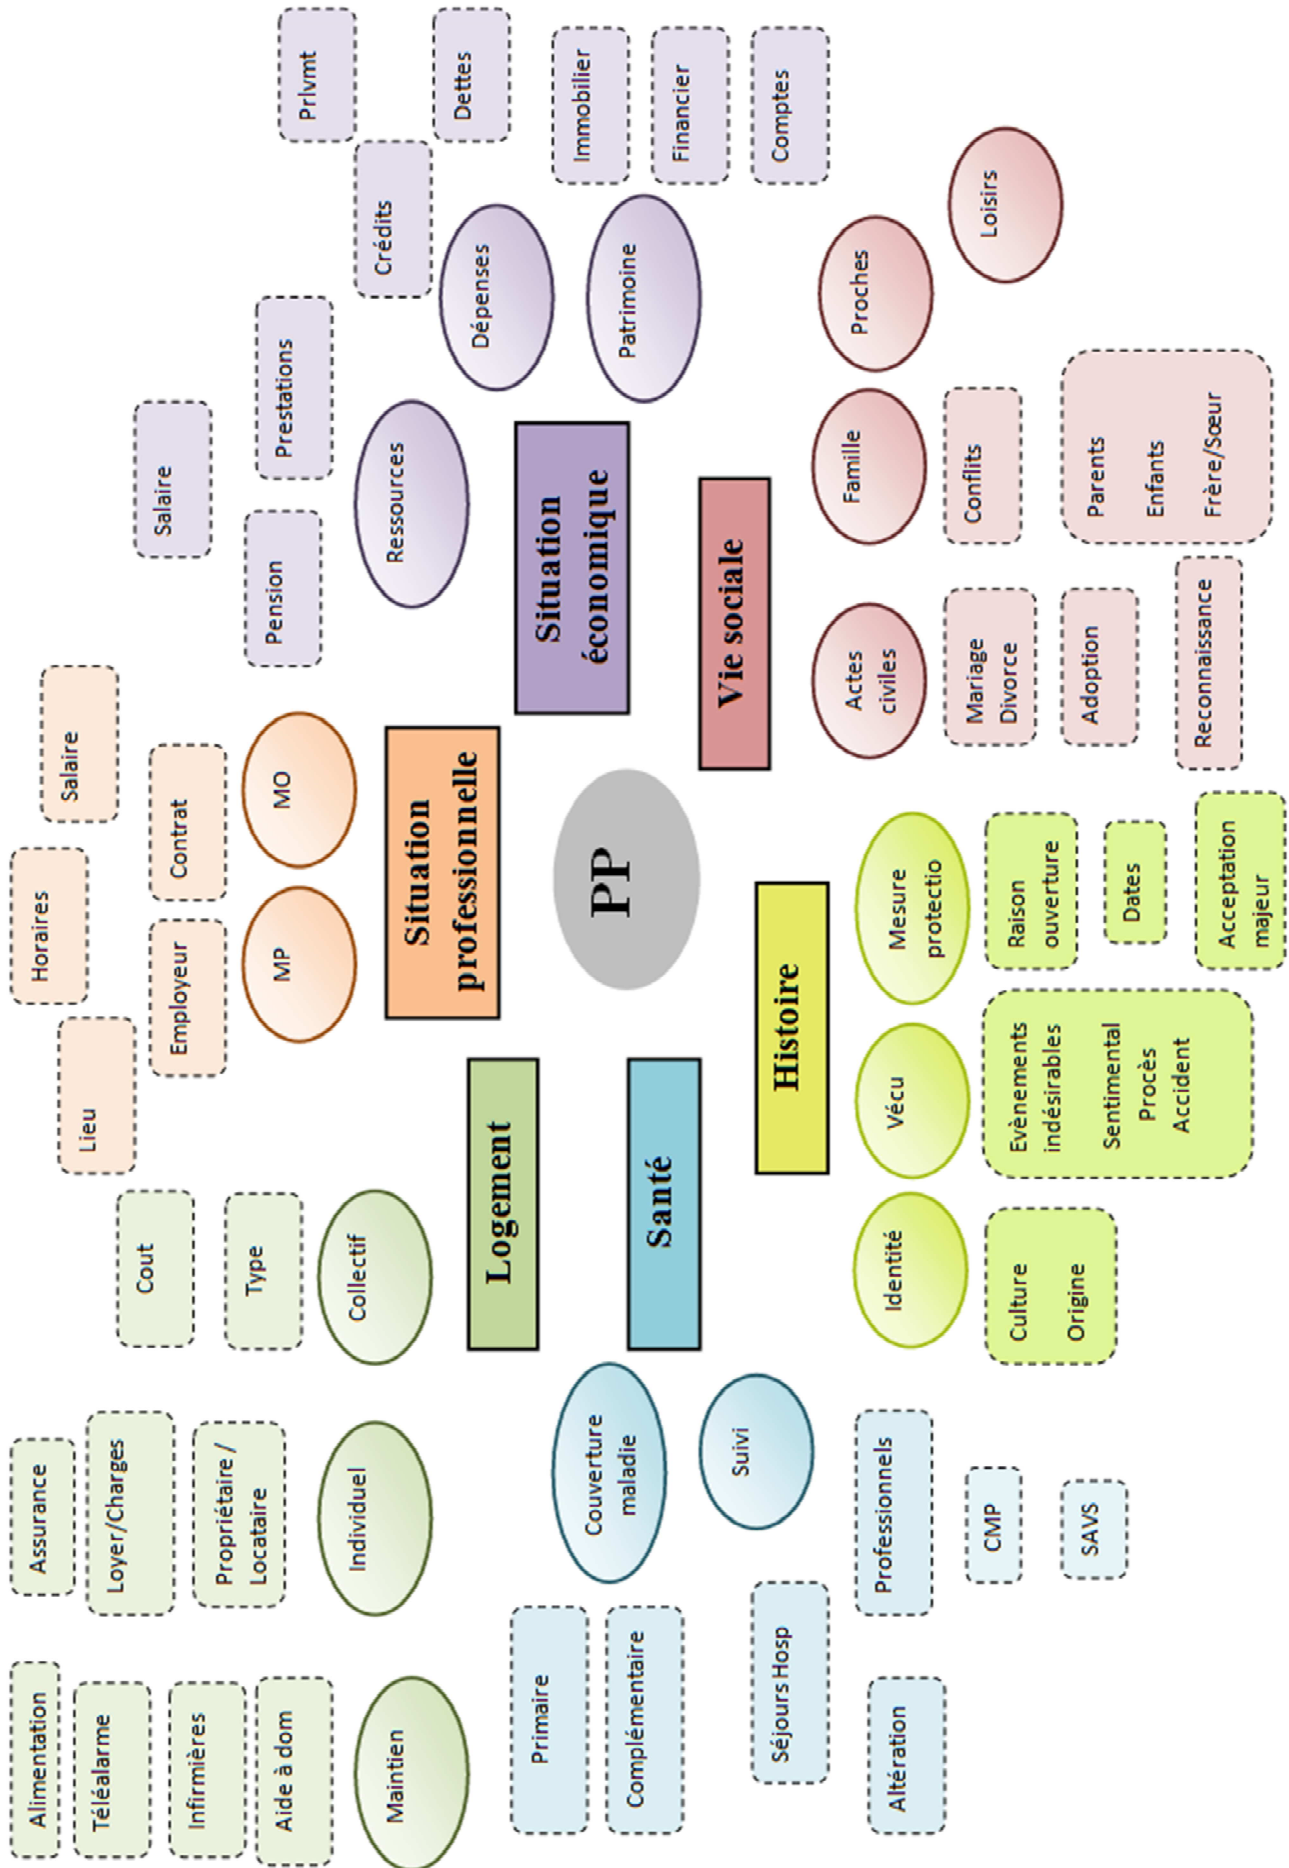 Alimentation
Téléalarme
Infirmières
Aide à dom
Maintien
Assurance
Loyer/Charges
Propriétaire /
Locataire
Individuel
Cout
Type
Collectif
Logement
Lieu
Horaires
Salaire
Employeur
Contrat
MP
MO
Situation
professionnelle
Salaire
Pension
Prestations
Ressources
Prlvmt
Crédits
Dettes
Dépenses
Immobilier
Financier
Comptes
Patrimoine
Situation
économique
PP
Primaire
Complémentaire
Couverture
maladie
Santé
Suivi
Séjours Hosp
Altération
Professionnels
CMP
SAVS
Histoire
Identité
Culture
Origine
Vécu
Evènements
indésirables
Sentimental
Procès
Accident
Mesure
protectio
Raison
ouverture
Dates
Acceptation
majeur
Vie sociale
Actes
civiles
Mariage
Divorce
Adoption
Reconnaissance
Famille
Conflits
Parents
Enfants
Frère/Sœur
Proches
Loisirs